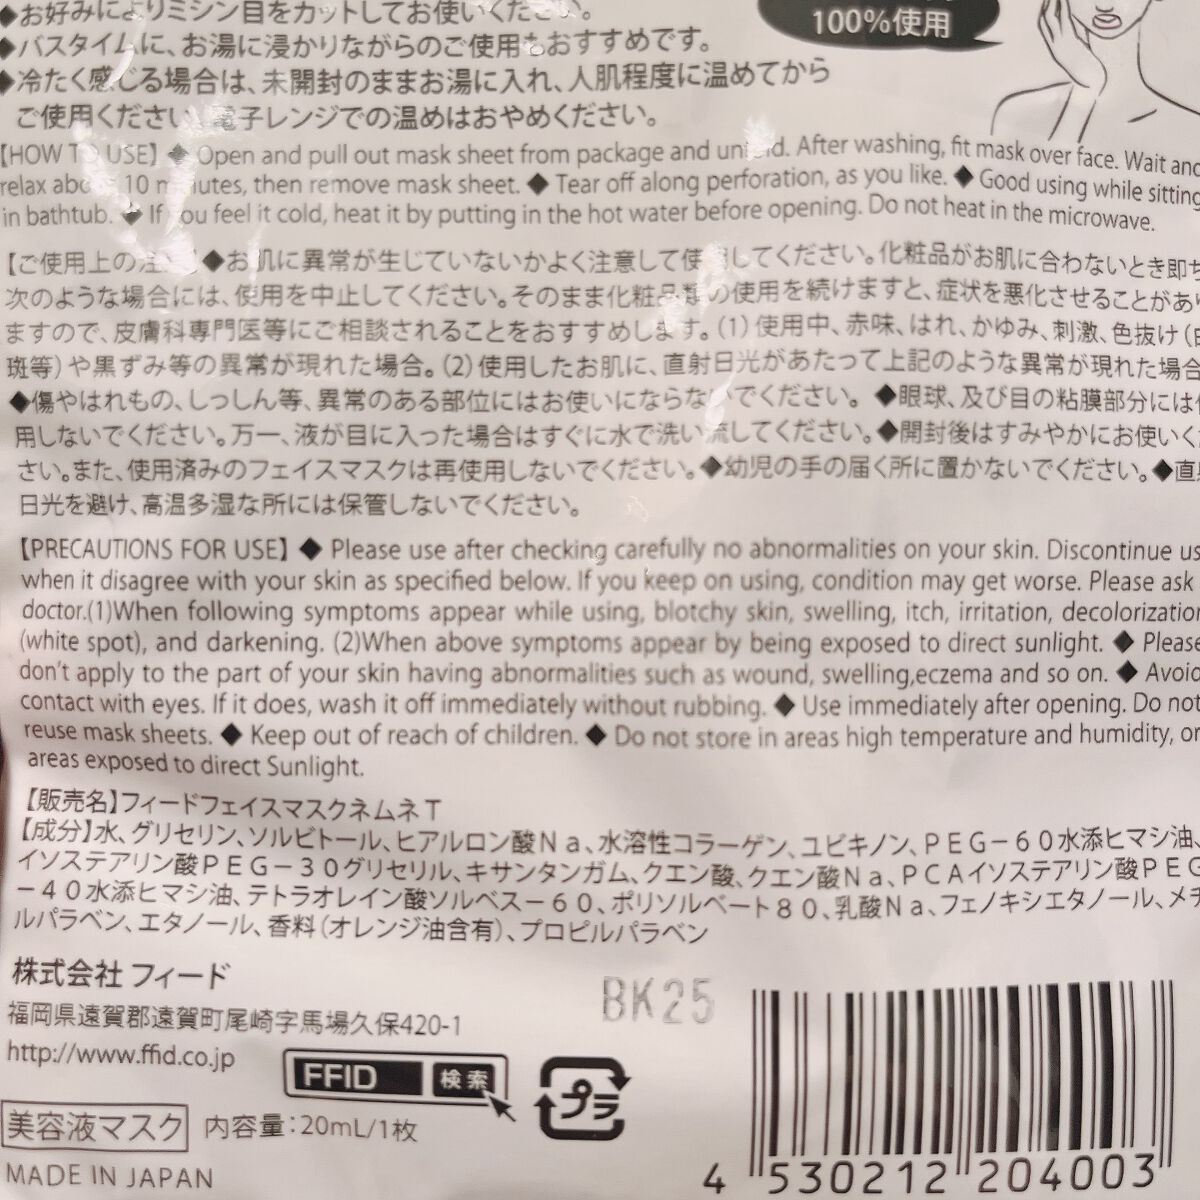 ◆お好みによりミシン目をカットしてお使いください。
◆バスタイムに、お湯に浸かりながらのご使用もおすすめです。
◆冷たく感じる場合は、未開封のままお湯に入れ、人肌程度に温めてから
ご使用ください。電子レンジでの温めはおやめください。
100%使用
【HOW TO USE】 ◆ Open and pull out mask sheet from package and unfold. After washing, fit mask over face. Wait and
relax about 10 minutes, then remove mask sheet. ◆ Tear off along perforation, as you like. ◆ Good using while sitting
in bathtub. ◆ If you feel it cold, heat it by putting in the hot water before opening. Do not heat in the microwave.
【ご使用上の注意】◆お肌に異常が生じていないかよく注意して使用してください。化粧品がお肌に合わないとき即ち
次のような場合には、使用を中止してください。そのまま化粧品類の使用を続けますと、症状を悪化させることがあり
ますので、皮膚科専門医等にご相談されることをおすすめします。(1)使用中、赤味、はれ、かゆみ、刺激、色抜け(白
斑等)や黒ずみ等の異常が現れた場合。(2)使用したお肌に、直射日光があたって上記のような異常が現れた場合
◆傷やはれもの、しっしん等、異常のある部位にはお使いにならないでください。 ◆眼球、及び目の粘膜部分には使
用しないでください。万一、液が目に入った場合はすぐに水で洗い流してください。◆開封後はすみやかにお使いくだ
さい。また、使用済みのフェイスマスクは再使用しないでください。◆幼児の手の届く所に置かないでください。◆直射
日光を避け、高温多湿な所には保管しないでください。
【PRECAUTIONS FOR USE】 ◆ Please use after checking carefully no abnormalities on your skin. Discontinue us
when it disagree with your skin as specified below. If you keep on using, condition may get worse. Please ask
doctor.(1)When following symptoms appear while using, blotchy skin, swelling, itch, irritation, decolorization
(white spot), and darkening. (2)When above symptoms appear by being exposed to direct sunlight. ◆ Please
don't apply to the part of your skin having abnormalities such as wound, swelling,eczema and so on. ◆ Avoid
contact with eyes. If it does, wash it off immediately without rubbing. ◆ Use immediately after opening. Do not
reuse mask sheets. ◆ Keep out of reach of children. ◆ Do not store in areas high temperature and humidity, or
areas exposed to direct Sunlight.
【販売名】フィードフェイスマスクネムネT
【成分】水、グリセリン、ソルビトール、ヒアルロン酸Na、水溶性コラーゲン、ユビキノン、PEG－60水添ヒマシ油、
イソステアリン酸PEG－30グリセリル、キサンタンガム、クエン酸、クエン酸Na、PCAイソステアリン酸PEG
－40水添ヒマシ油、テトラオレイン酸ソルベス－60、ポリソルベート80、乳酸Na、フェノキシエタノール、メチ
ルパラベン、エタノール、香料(オレンジ油含有)、プロピルパラベン
株式会社 フィード
福岡県遠賀郡遠賀町尾崎字馬場久保420-1
http://www.ffid.co.jp
FFID 検索
BK25
プラ
美容液マスク 内容量:20mL/1枚
MADE IN JAPAN
4 530212 204003